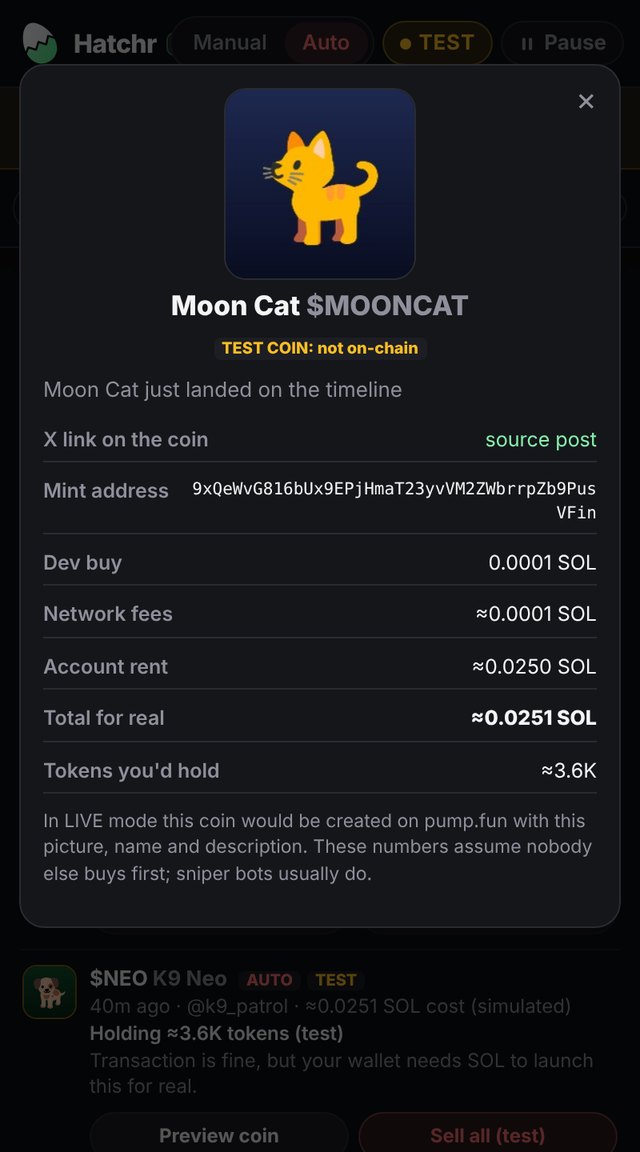 Hatchr
Manual
Auto
TEST
Pause
Moon Cat $MOONCAT
TEST COIN: not on-chain
Moon Cat just landed on the timeline
X link on the coin
source post
Mint address
9xQeWvG816bUx9EPjHmaT23yvVM2ZWbrrpZb9Pus
VFin
Dev buy
0.0001 SOL
Network fees
≈0.0001 SOL
Account rent
≈0.0250 SOL
Total for real
≈0.0251 SOL
Tokens you'd hold
≈3.6K
In LIVE mode this coin would be created on pump.fun with this
picture, name and description. These numbers assume nobody
else buys first; sniper bots usually do.
$NEO K9 Neo AUTO TEST
40m ago · @k9_patrol · ≈0.0251 SOL cost (simulated)
Holding ≈3.6K tokens (test)
Transaction is fine, but your wallet needs SOL to launch
this for real.
Preview coin
Sell all (test)